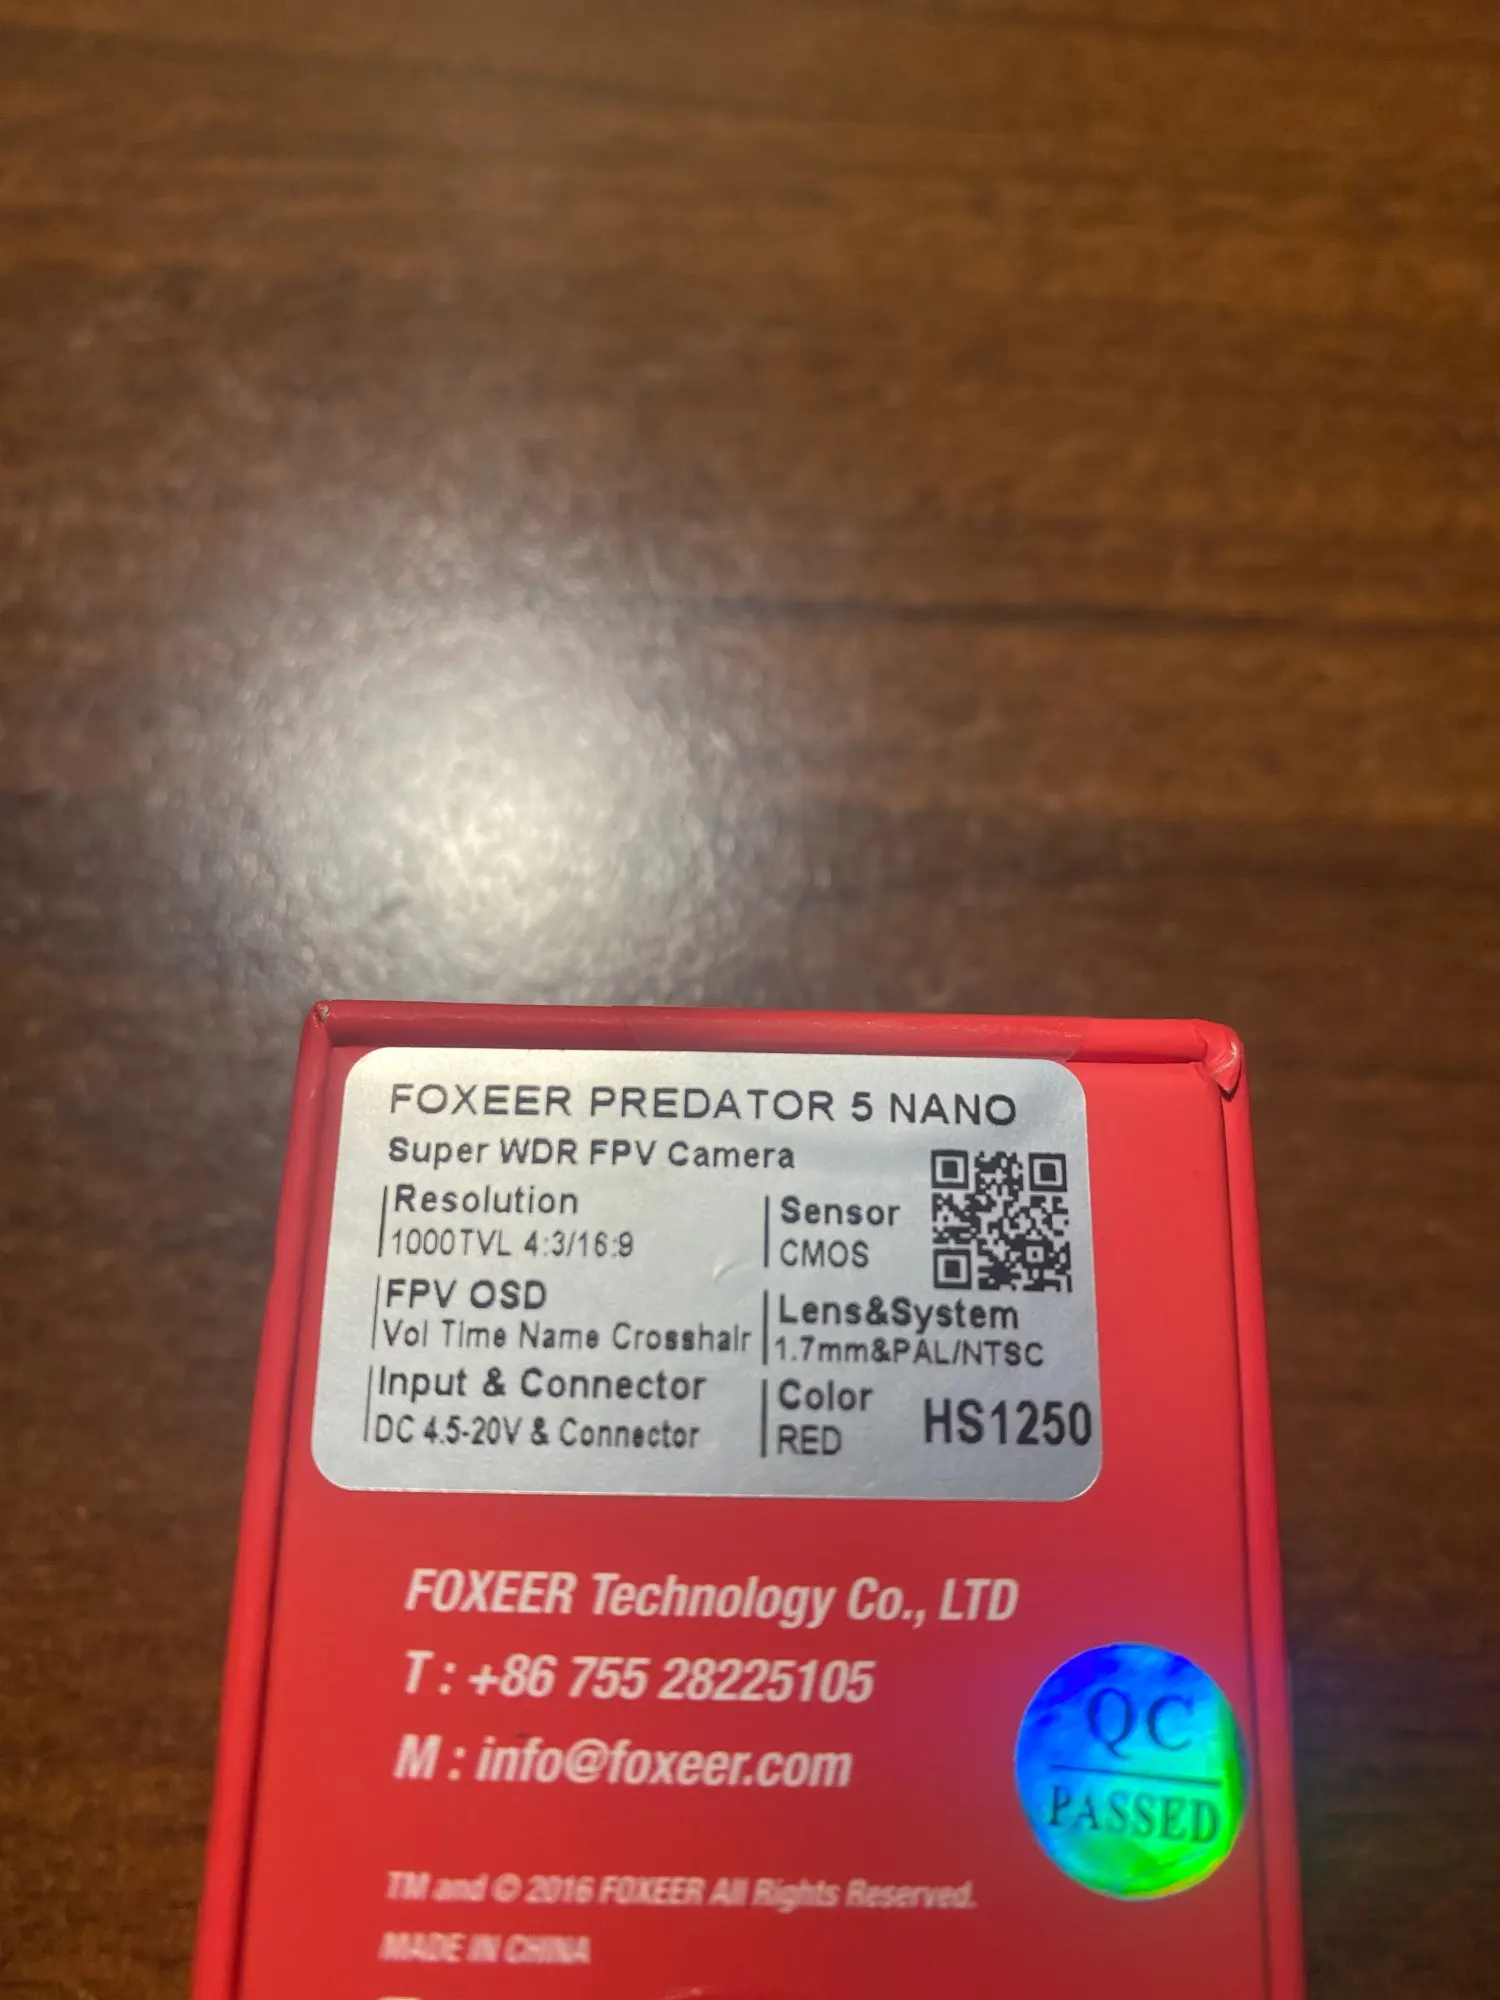 FOXEER PREDATOR 5 NANO
Super WDR FPV Camera
Resolution
1000TVL 4:3/16:9
Sensor
CMOS
FPV OSD
Vol Time Name Crosshair
Lens&System
1.7mm&PAL/NTSC
Input & Connector
DC 4.5-20V & Connector
Color
RED
HS1250
FOXEER Technology Co., LTD
T : +86 755 28225105
M : info@foxeer.com
QC
PASSED
TM and © 2016 FOXEER All Rights Reserved.
MADE IN CHINA